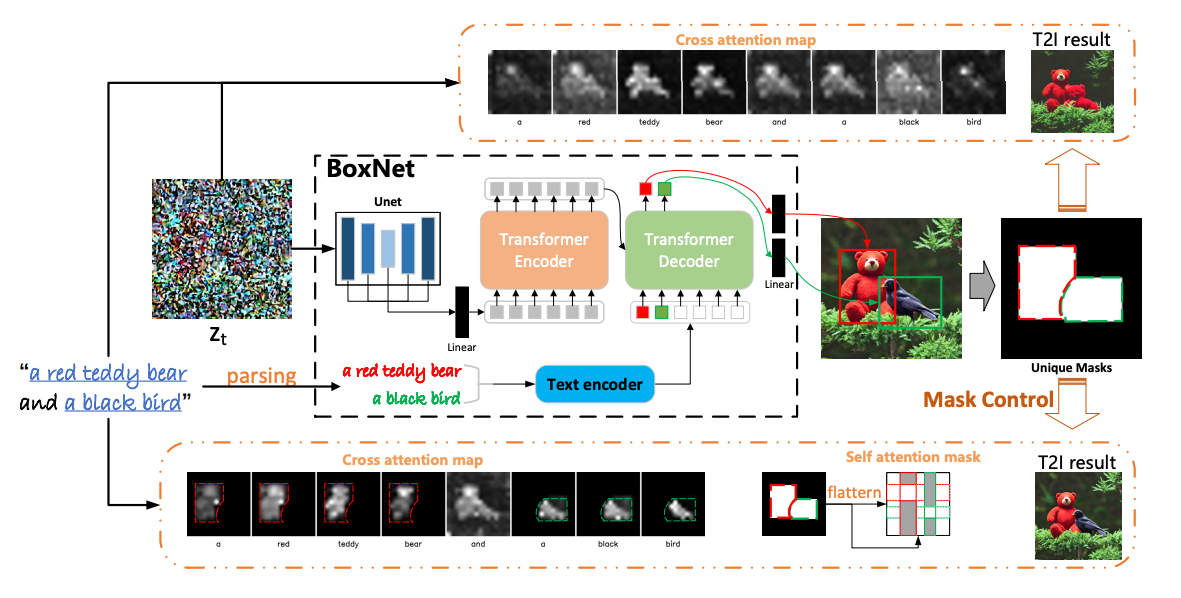 Cross attention map
T2I result
a red teddy bear and a black bird
BoxNet
Unet
Transformer
Encoder
Transformer
Decoder
Linear
Linear
Zt
“a red teddy bear
and a black bird”
parsing
a red teddy bear
a black bird
Text encoder
Unique Masks
Mask Control
Cross attention map
a red teddy bear and a black bird
Self attention mask
flattern
T2I result